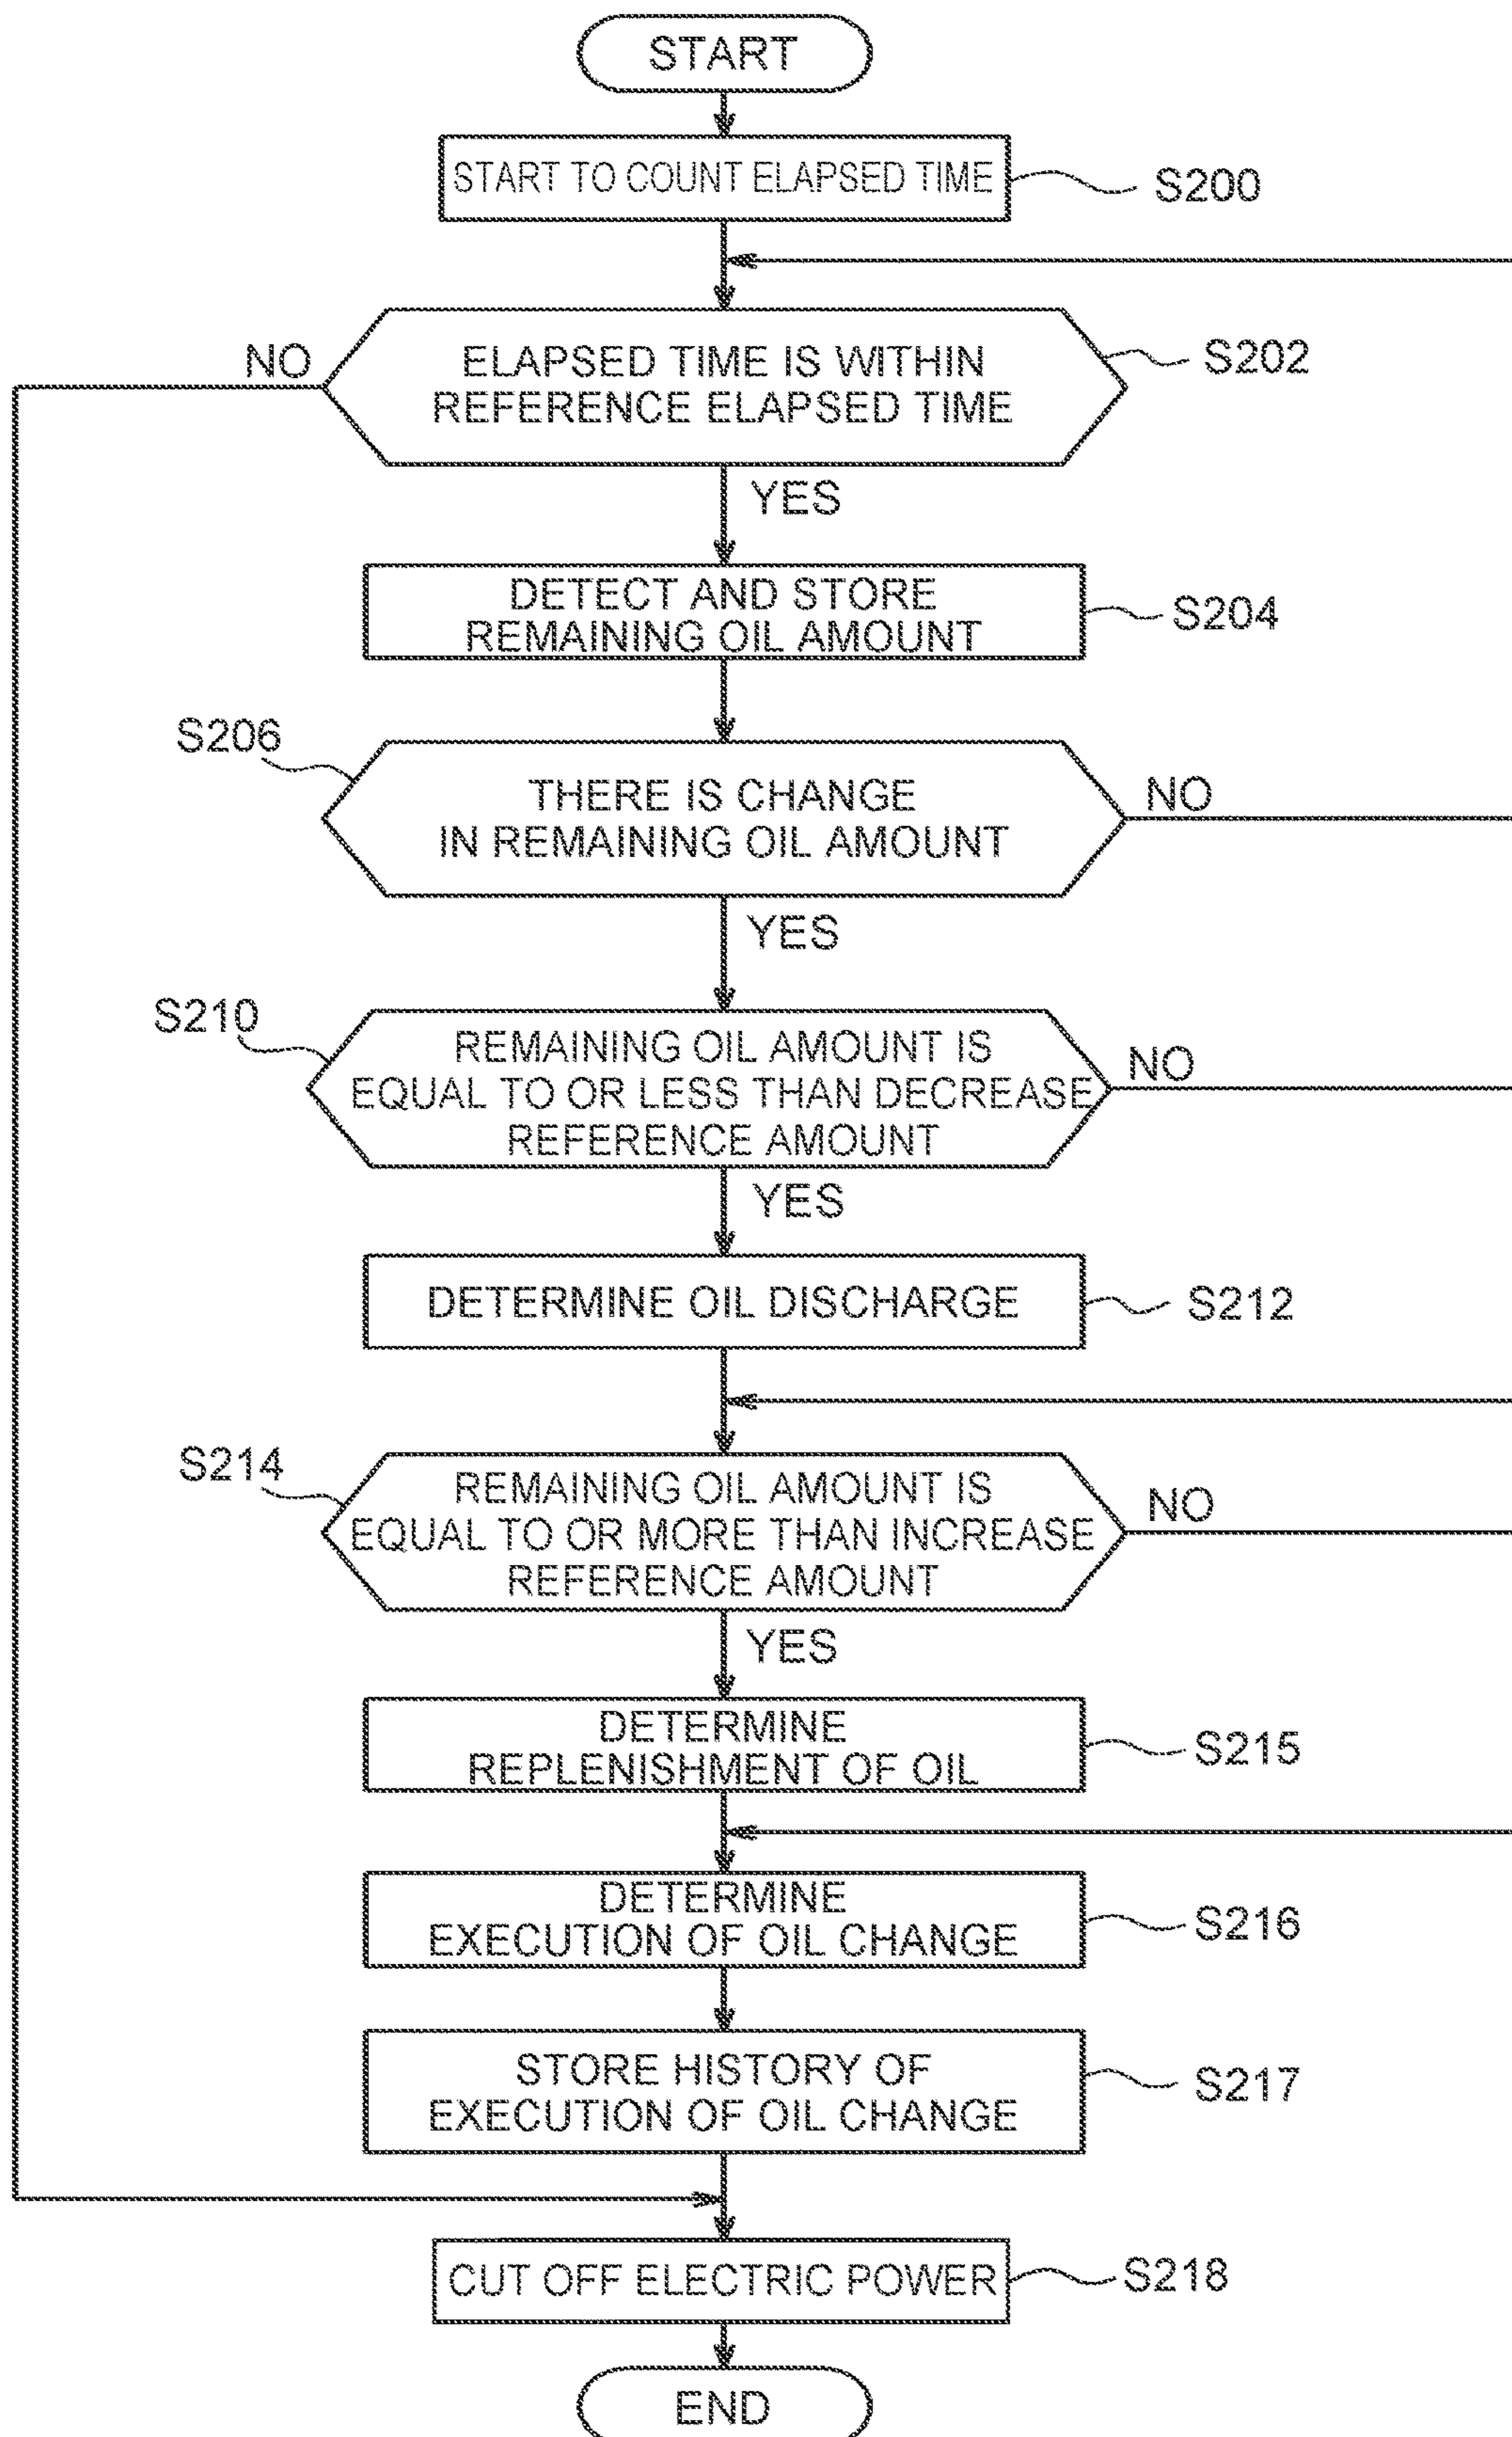 START
START TO COUNT ELAPSED TIME
S200
NO
ELAPSED TIME IS WITHIN
REFERENCE ELAPSED TIME
S202
YES
DETECT AND STORE
REMAINING OIL AMOUNT
S204
S206
THERE IS CHANGE
IN REMAINING OIL AMOUNT
NO
YES
S210
REMAINING OIL AMOUNT IS
EQUAL TO OR LESS THAN DECREASE
REFERENCE AMOUNT
NO
YES
DETERMINE OIL DISCHARGE
S212
S214
REMAINING OIL AMOUNT IS
EQUAL TO OR MORE THAN INCREASE
REFERENCE AMOUNT
NO
YES
DETERMINE
REPLENISHMENT OF OIL
S215
DETERMINE
EXECUTION OF OIL CHANGE
S216
STORE HISTORY OF
EXECUTION OF OIL CHANGE
S217
CUT OFF ELECTRIC POWER
S218
END